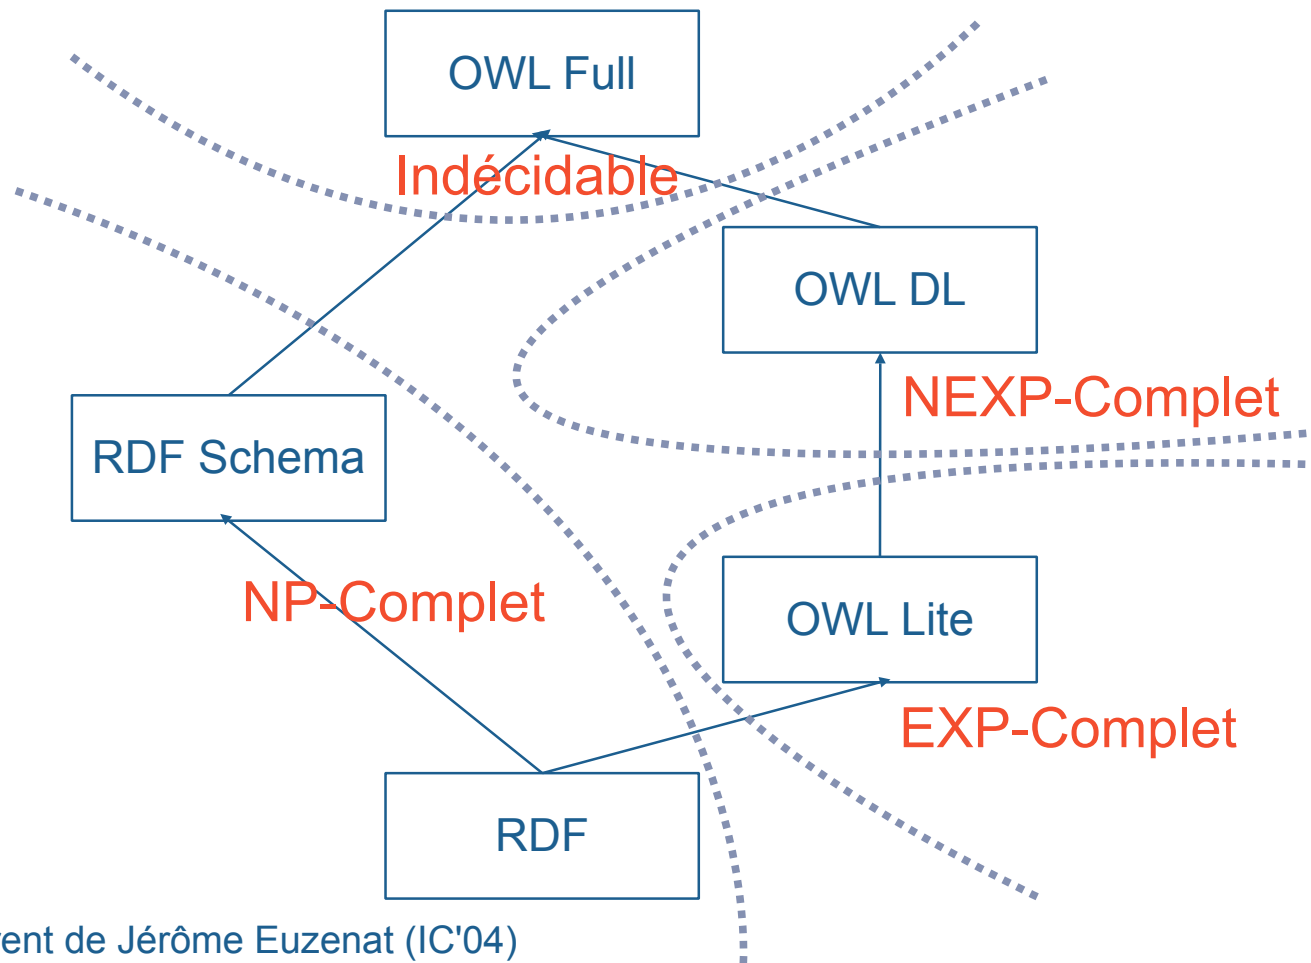 OWL Full
Indécidable
OWL DL
NEXP-Complet
RDF Schema
NP-Complet
OWL Lite
EXP-Complet
RDF
de Jérôme Euzenat (IC'04)